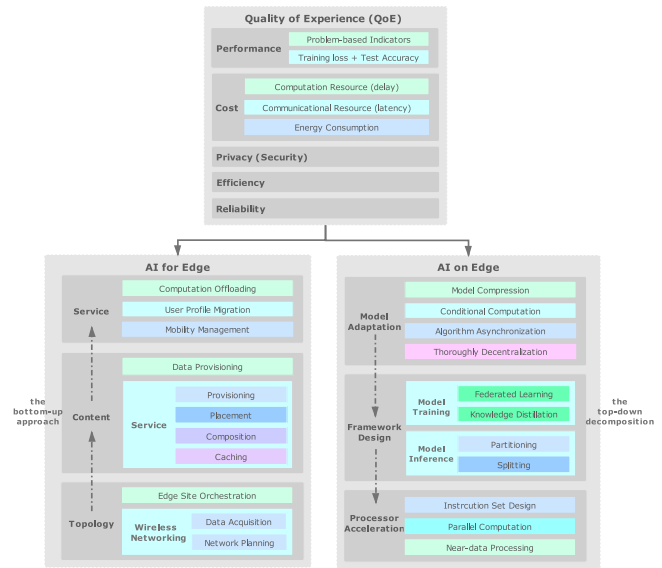 Quality of Experience (QoE)
Performance
Problem-based Indicators
Training loss + Test Accuracy
Cost
Computation Resource (delay)
Communicational Resource (latency)
Energy Consumption
Privacy (Security)
Efficiency
Reliability
AI for Edge
Service
Computation Offloading
User Profile Migration
Mobility Management
the
bottom-up
approach
Content
Data Provisioning
Service
Provisioning
Placement
Composition
Caching
Topology
Edge Site Orchestration
Wireless
Networking
Data Acquisition
Network Planning
AI on Edge
Model
Adaptation
Model Compression
Conditional Computation
Algorithm Asynchronization
Thoroughly Decentralization
Framework
Design
Model
Training
Federated Learning
Knowledge Distillation
Model
Inference
Partitioning
Splitting
the
top-down
decomposition
Processor
Acceleration
Instrcution Set Design
Parallel Computation
Near-data Processing